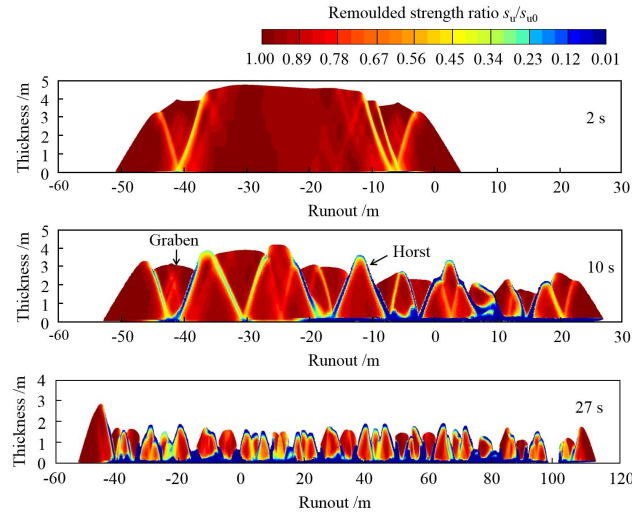 Remoulded strength ratio su/su0
1.00 0.89 0.78 0.67 0.56 0.45 0.34 0.23 0.12 0.01
Thickness /m
5
4
3
2
1
0
2 s
-60 -50 -40 -30 -20 -10 0 10 20 30
Runout /m
Thickness /m
5
4
3
2
1
0
Graben
Horst
10 s
-60 -50 -40 -30 -20 -10 0 10 20 30
Runout /m
Thickness /m
4
3
2
1
0
27 s
-60 -40 -20 0 20 40 60 80 100 120
Runout /m